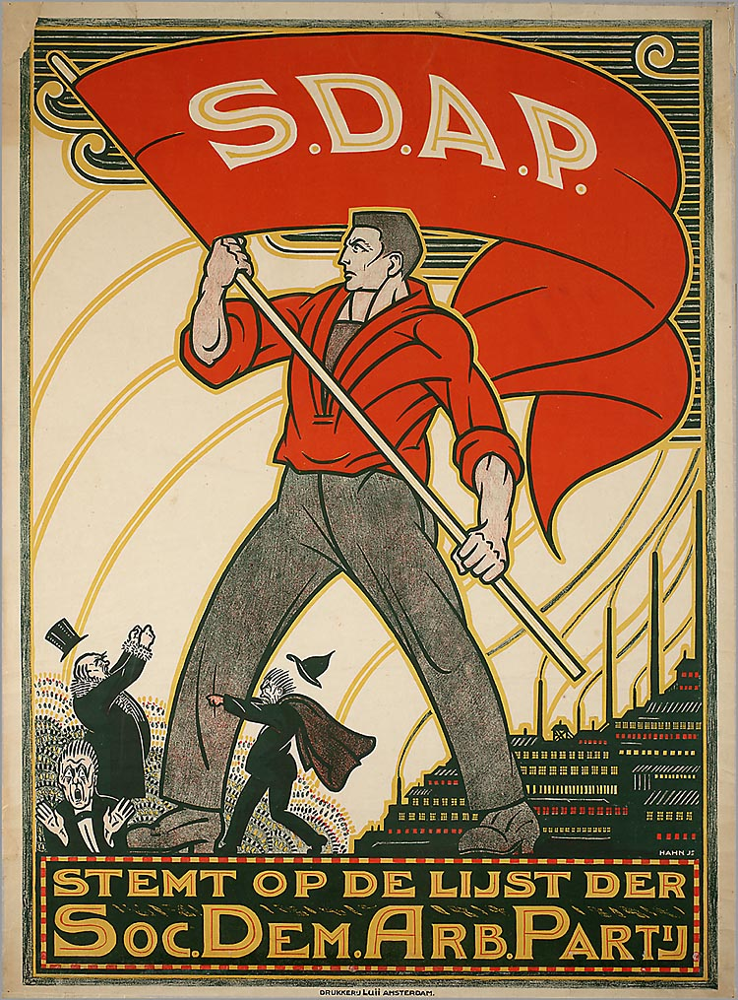 S.D.A.P.
HAHN Jr
STEMT OP DE LIJST DER
SOC. DEM. ARB. PARTIJ
DRUKKERIJ Luii AMSTERDAM.